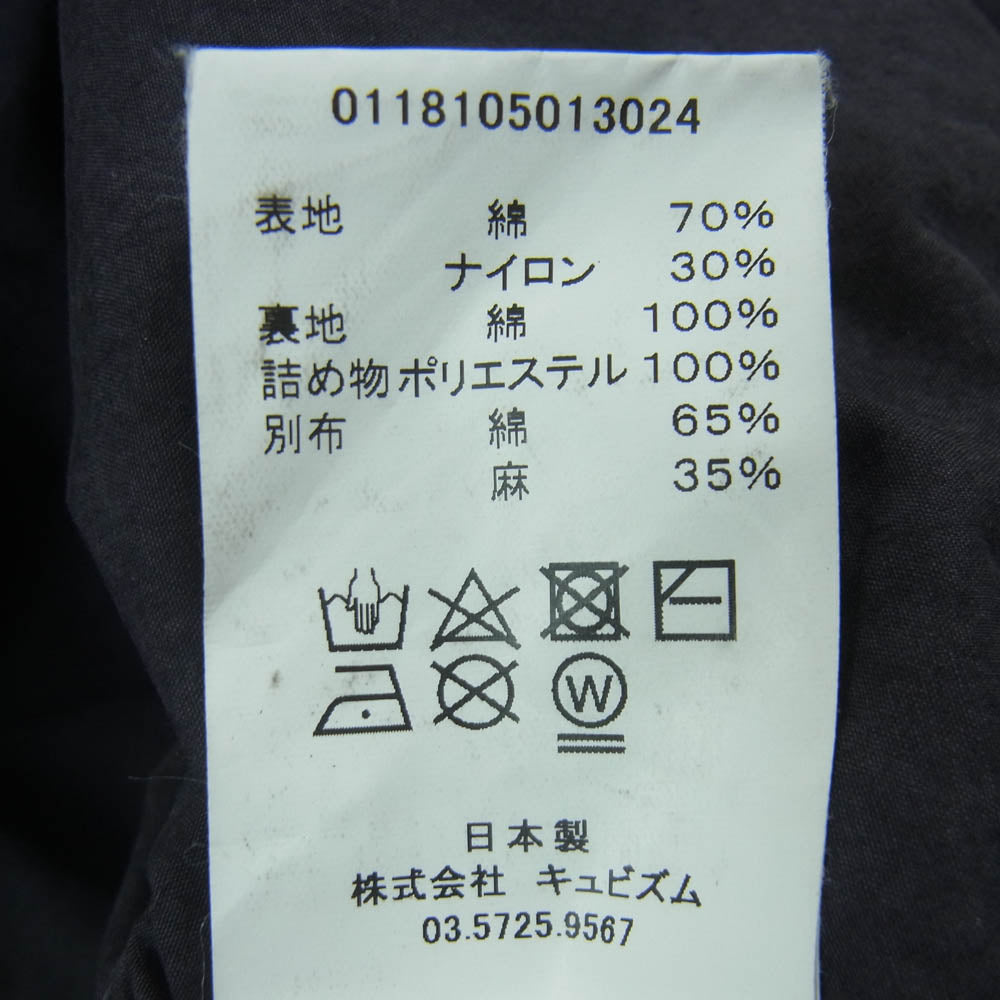 0118105013024
表地 綿 70%
ナイロン 30%
裏地 綿 100%
詰め物 ポリエステル 100%
別布 綿 65%
麻 35%
W
日本製
株式会社 キュビズム
03.5725.9567